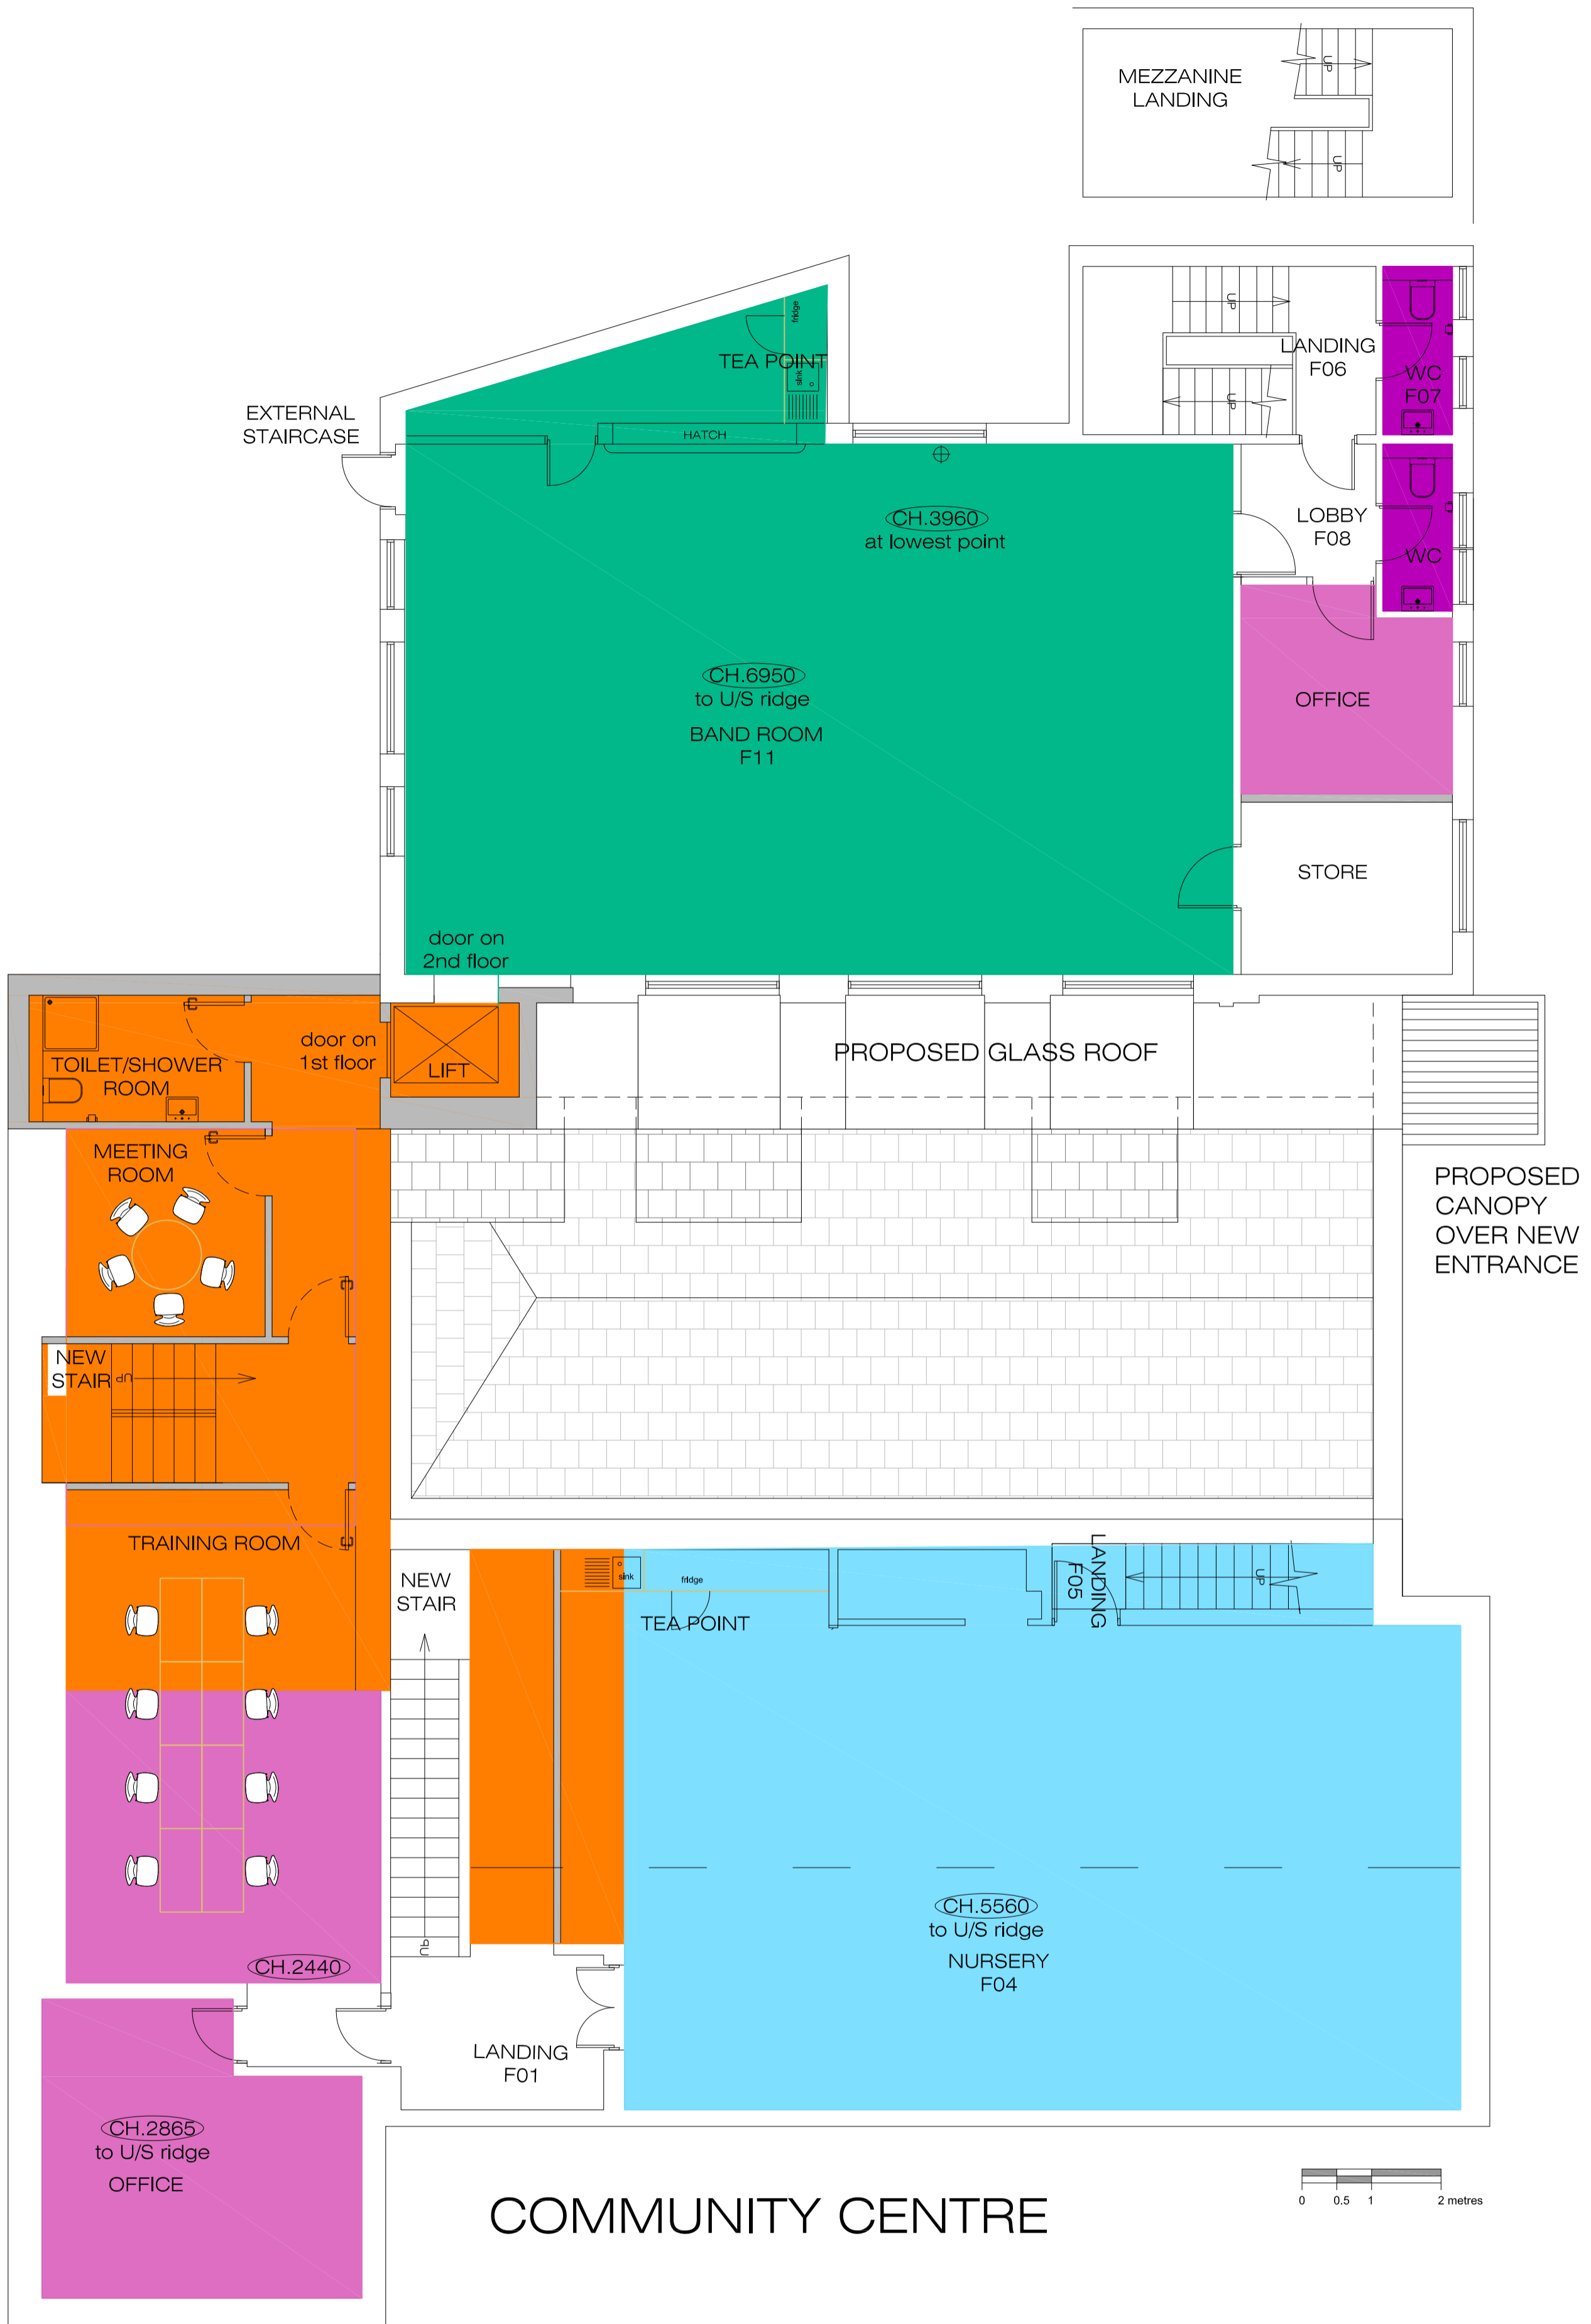 MEZZANINE
LANDING
UP
UP
UP
UP
LANDING
F06
WC
F07
fridge
TEA POINT
sink
HATCH
EXTERNAL
STAIRCASE
CH.3960
at lowest point
LOBBY
F08
WC
CH.6950
to U/S ridge
BAND ROOM
F11
OFFICE
STORE
door on
2nd floor
door on
1st floor
LIFT
TOILET/SHOWER
ROOM
PROPOSED GLASS ROOF
MEETING
ROOM
PROPOSED
CANOPY
OVER NEW
ENTRANCE
NEW
STAIR
UP
TRAINING ROOM
NEW
STAIR
UP
sink
fridge
TEA POINT
LANDING
F05
UP
CH.5560
to U/S ridge
NURSERY
F04
CH.2440
LANDING
F01
CH.2865
to U/S ridge
OFFICE
COMMUNITY CENTRE
0 0.5 1 2 metres